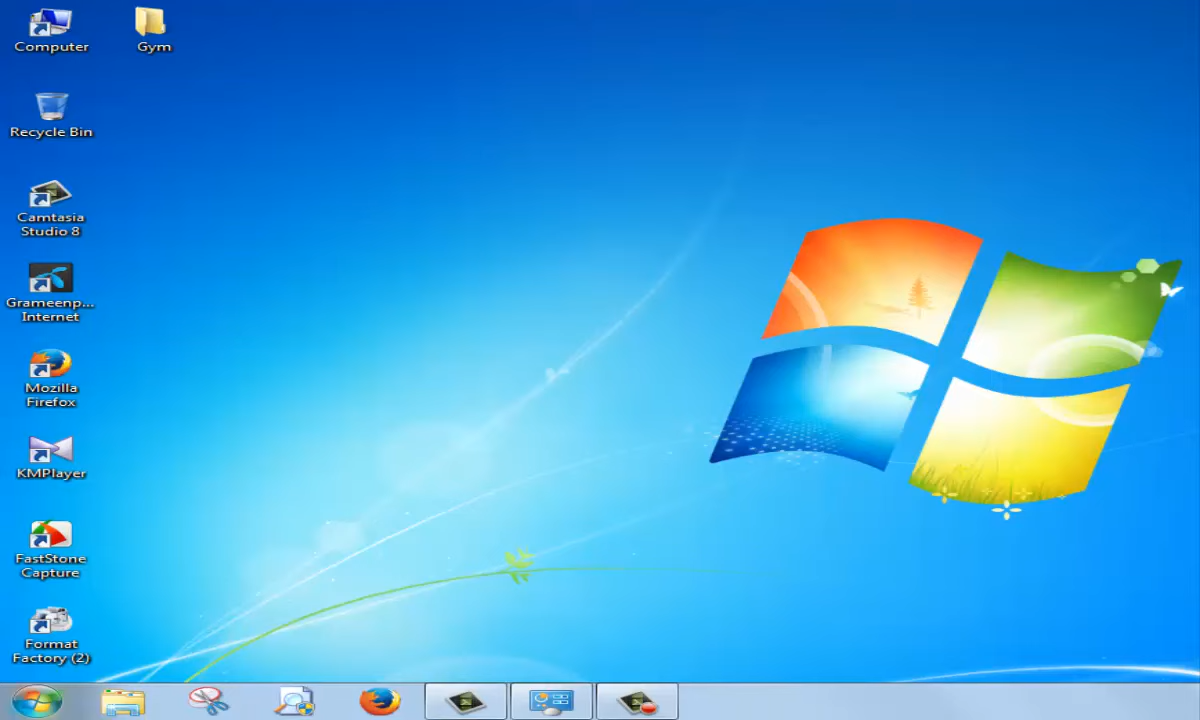 Computer
Gym
Recycle Bin
Camtasia
Studio 8
Grameenp...
Internet
Mozilla
Firefox
KMPlayer
FastStone
Capture
Format
Factory (2)